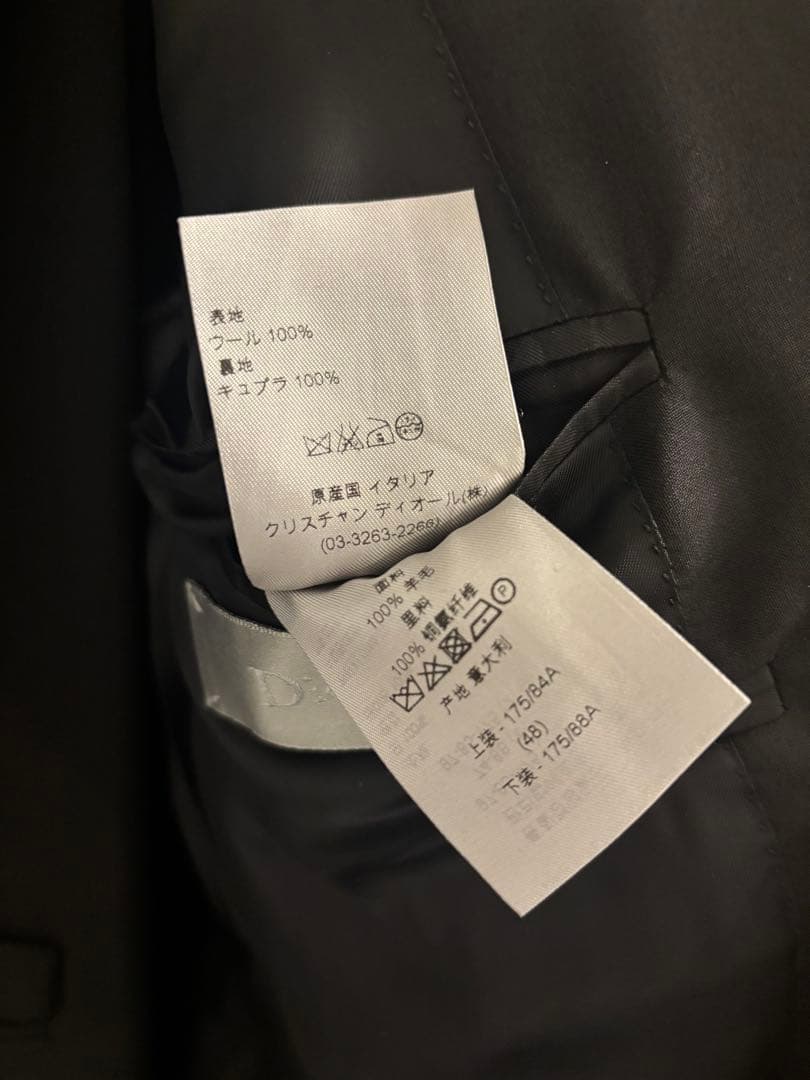 表地
ウール 100%
裏地
キュプラ 100%
原産国 イタリア
クリスチャン ディオール(株)
(03-3263-2266)
面料
100% 羊毛
里料
100% 铜氨纤维
P
产地 意大利
上装 - 175/84A
(48)
下装 - 175/88A